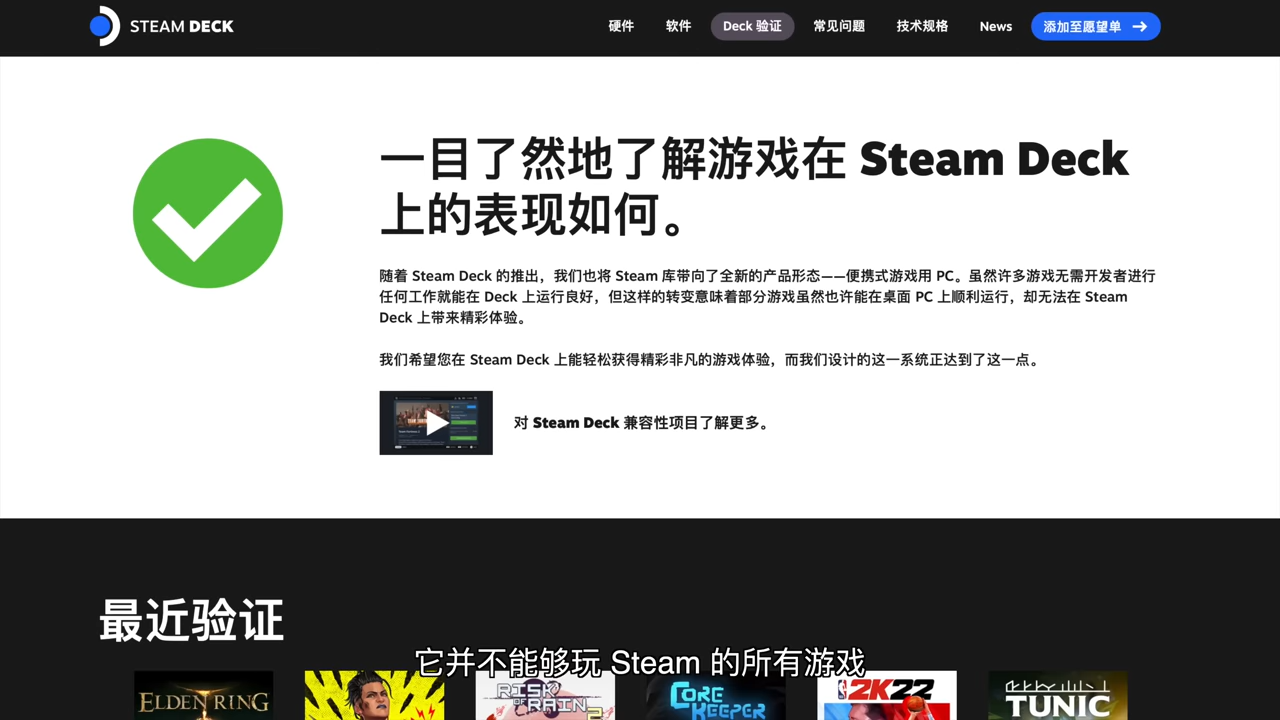 STEAM DECK
硬件 软件 Deck 验证 常见问题 技术规格 News 添加至愿望单
一目了然地了解游戏在 Steam Deck
上的表现如何。
随着 Steam Deck 的推出，我们也将 Steam 库带向了全新的产品形态——便携式游戏用 PC。虽然许多游戏无需开发者进行
任何工作就能在 Deck 上运行良好，但这样的转变意味着部分游戏虽然也许能在桌面 PC 上顺利运行，却无法在 Steam
Deck 上带来精彩体验。
我们希望您在 Steam Deck 上能轻松获得精彩非凡的游戏体验，而我们设计的这一系统正达到了这一点。
对 Steam Deck 兼容性项目了解更多。
最近验证
它并不能够玩 Steam 的所有游戏
ELDEN RING
RISK OF RAIN 2
CORE KEEPER
2K22
TUNIC